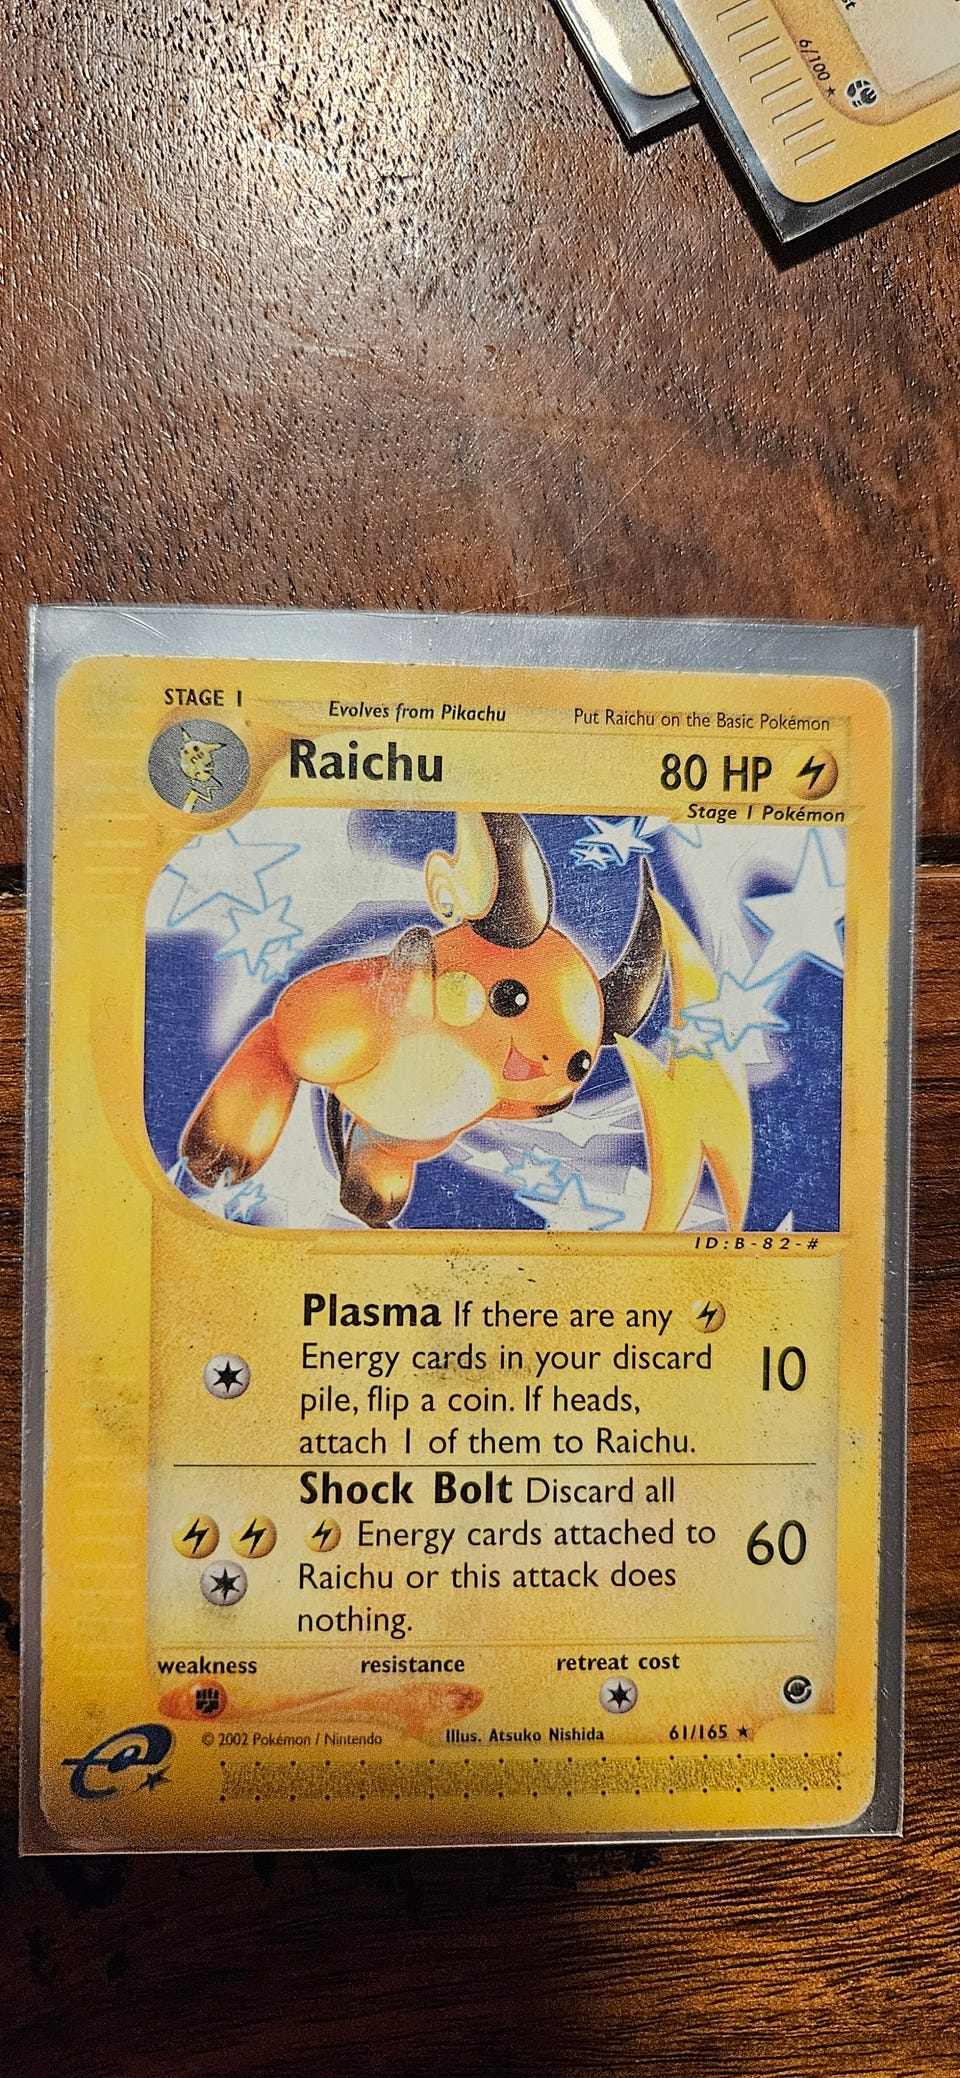 st
6/100 ★
STAGE 1
Evolves from Pikachu
Put Raichu on the Basic Pokémon
Raichu
80 HP
Stage 1 Pokémon
ID:B-82-#
Plasma If there are any
Energy cards in your discard
pile, flip a coin. If heads,
attach 1 of them to Raichu.
10
Shock Bolt Discard all
Energy cards attached to
Raichu or this attack does
nothing.
60
weakness
resistance
retreat cost
© 2002 Pokémon / Nintendo
Illus. Atsuko Nishida
61/165 ★
e